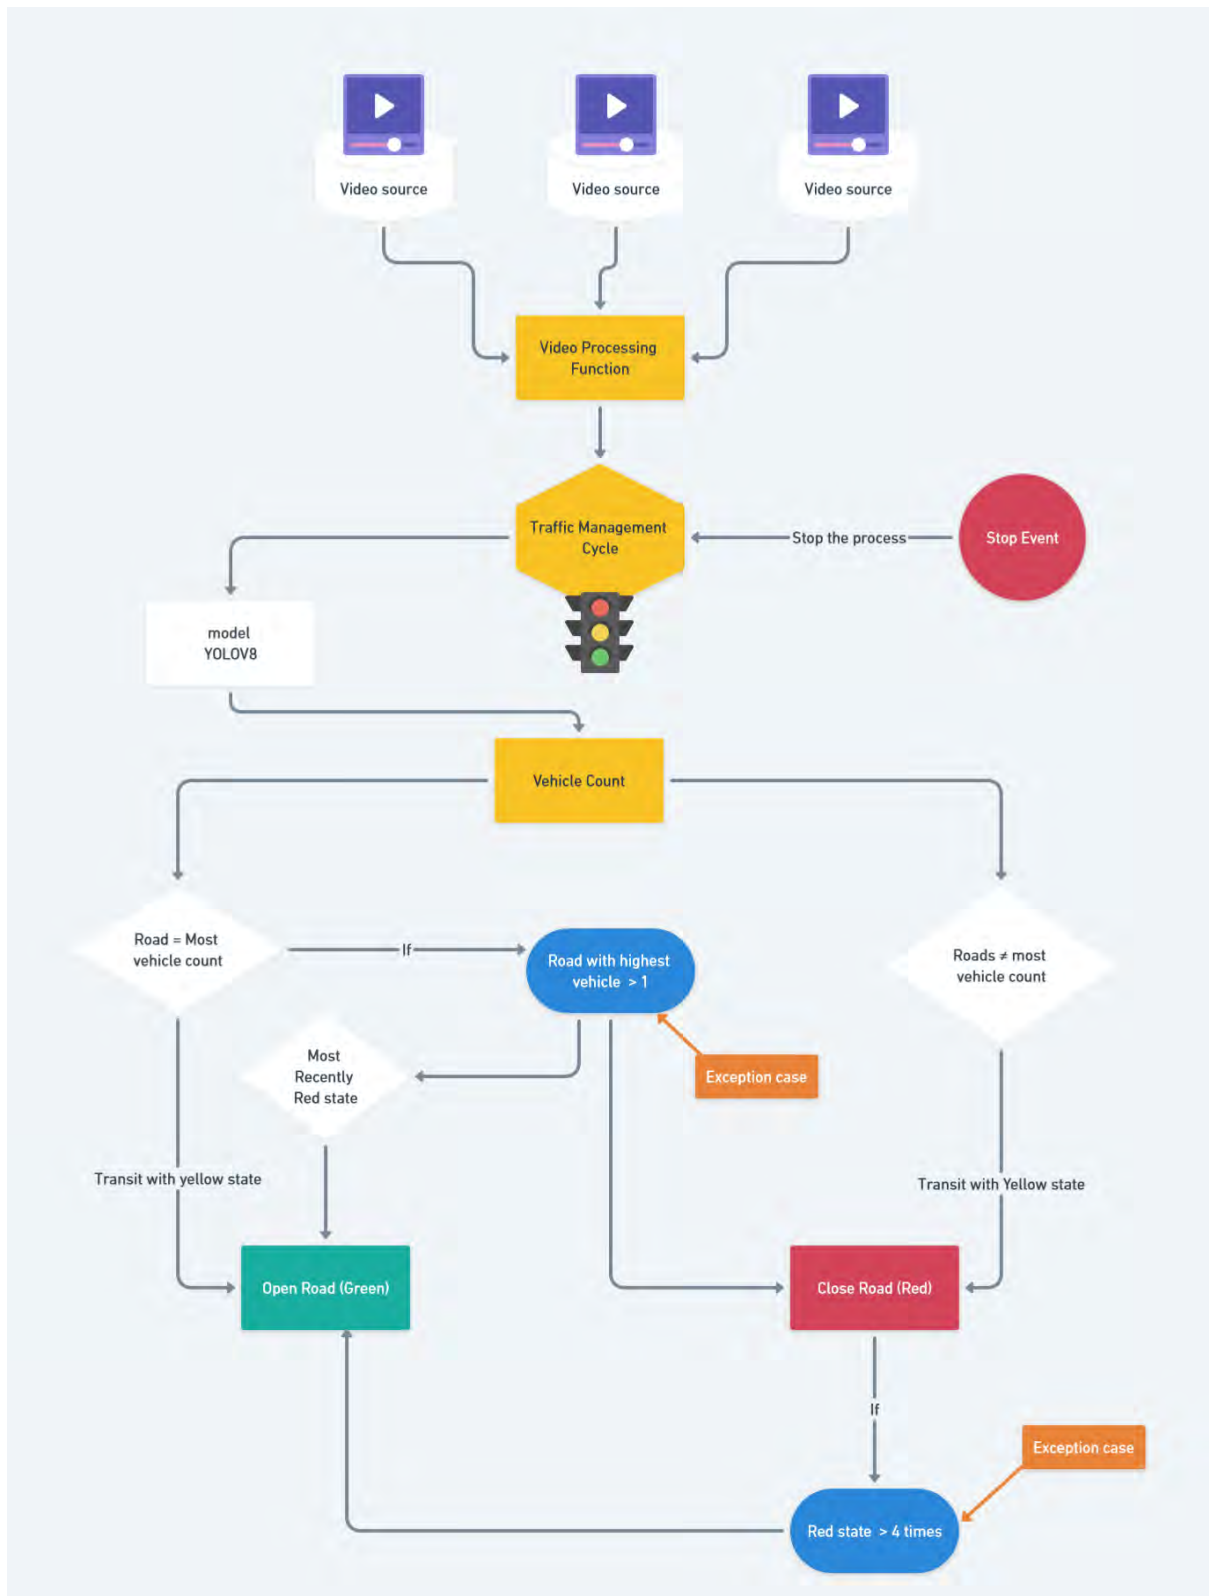 Video source
Video source
Video source
Video Processing
Function
Traffic Management
Cycle
Stop the process
Stop Event
model
YOLOV8
Vehicle Count
Road = Most
vehicle count
If
Road with highest
vehicle > 1
Roads ≠ most
vehicle count
Most
Recently
Red state
Exception case
Transit with yellow state
Transit with Yellow state
Open Road (Green)
Close Road (Red)
If
Exception case
Red state > 4 times